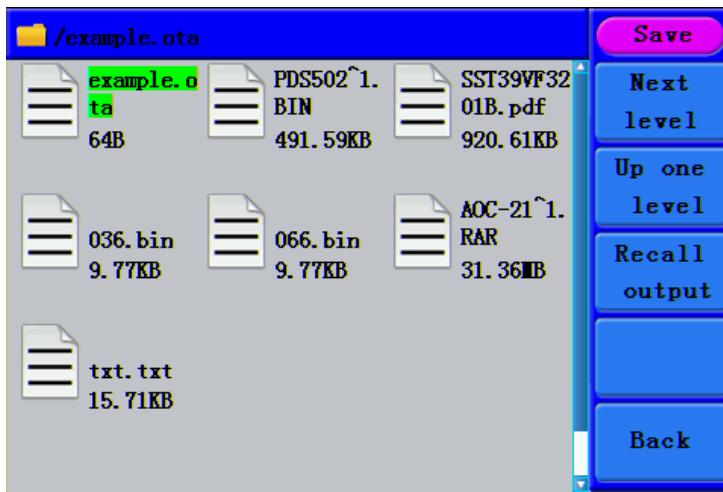 /example.ota
Save
example.o
ta
64B
PDS502~1.
BIN
491.59KB
SST39VF32
01B.pdf
920.61KB
036.bin
9.77KB
066.bin
9.77KB
AOC-21~1.
RAR
31.36MB
txt.txt
15.71KB
Next
level
Up one
level
Recall
output
Back